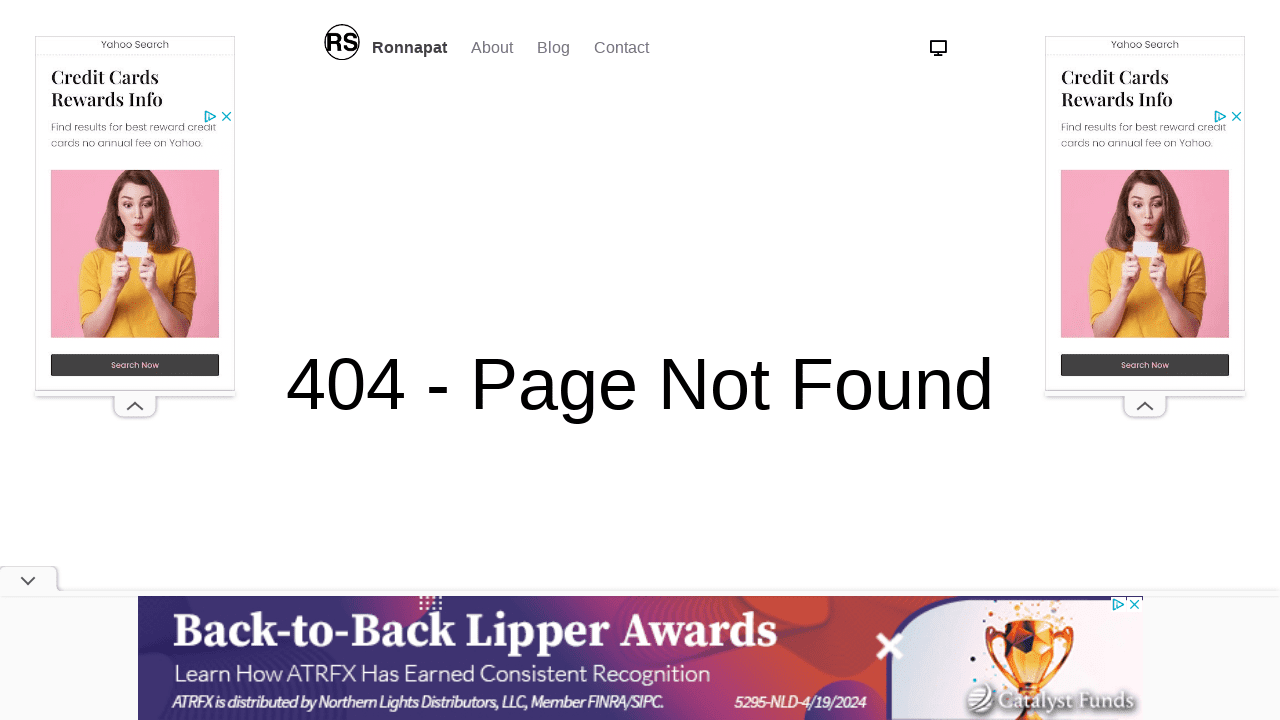 RS
Ronnapat
About
Blog
Contact
Yahoo Search
Credit Cards
Rewards Info
Find results for best reward credit
cards no annual fee on Yahoo.
Search Now
Yahoo Search
Credit Cards
Rewards Info
Find results for best reward credit
cards no annual fee on Yahoo.
Search Now
404 - Page Not Found
Back-to-Back Lipper Awards
Learn How ATRFX Has Earned Consistent Recognition
ATRFX is distributed by Northern Lights Distributors, LLC, Member FINRA/SIPC.
5295-NLD-4/19/2024
Catalyst Funds